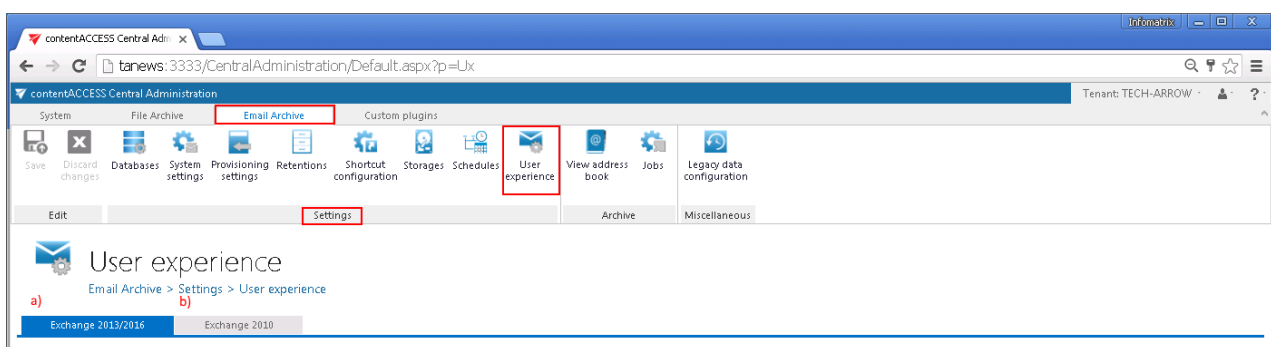 Infomatrix
contentACCESS Central Adm
tanews:3333/CentralAdministration/Default.aspx?p=Ux
contentACCESS Central Administration
Tenant: TECH-ARROW
?
System File Archive Email Archive Custom plugins
Save Discard changes Databases System settings Provisioning settings Retentions Shortcut configuration Storages Schedules User experience View address book Jobs Legacy data configuration
Edit Settings Archive Miscellaneous
User experience
Email Archive > Settings > User experience
a) b)
Exchange 2013/2016 Exchange 2010